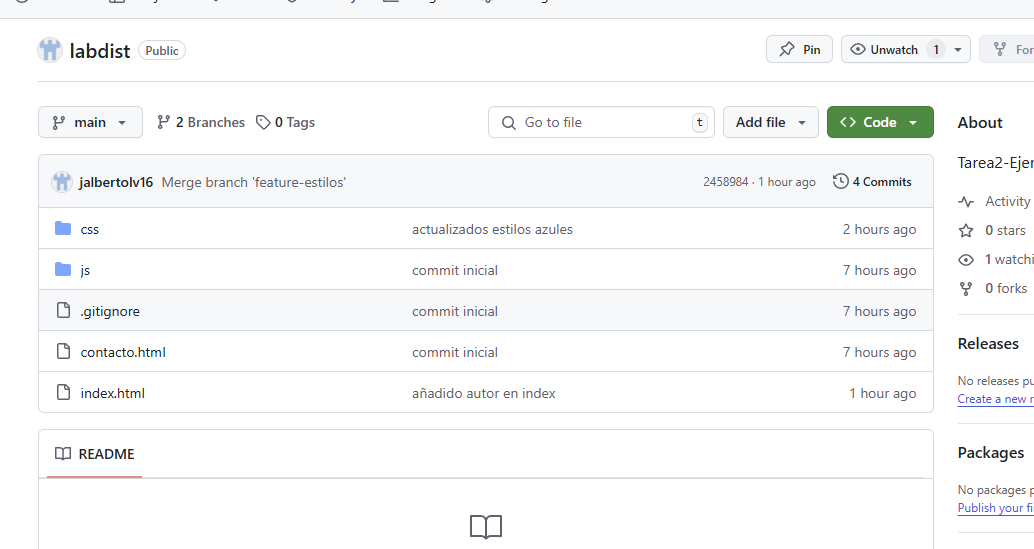 labdist Public Pin Unwatch 1 For
main 2 Branches 0 Tags Go to file t Add file Code
jalbertolv16 Merge branch 'feature-estilos' 2458984 · 1 hour ago 4 Commits
css actualizados estilos azules 2 hours ago
js commit inicial 7 hours ago
.gitignore commit inicial 7 hours ago
contacto.html commit inicial 7 hours ago
index.html añadido autor en index 1 hour ago
README
About
Tarea2-Ejer
Activity
0 stars
1 watchi
0 forks
Releases
No releases pu
Create a new r
Packages
No packages p
Publish your fi